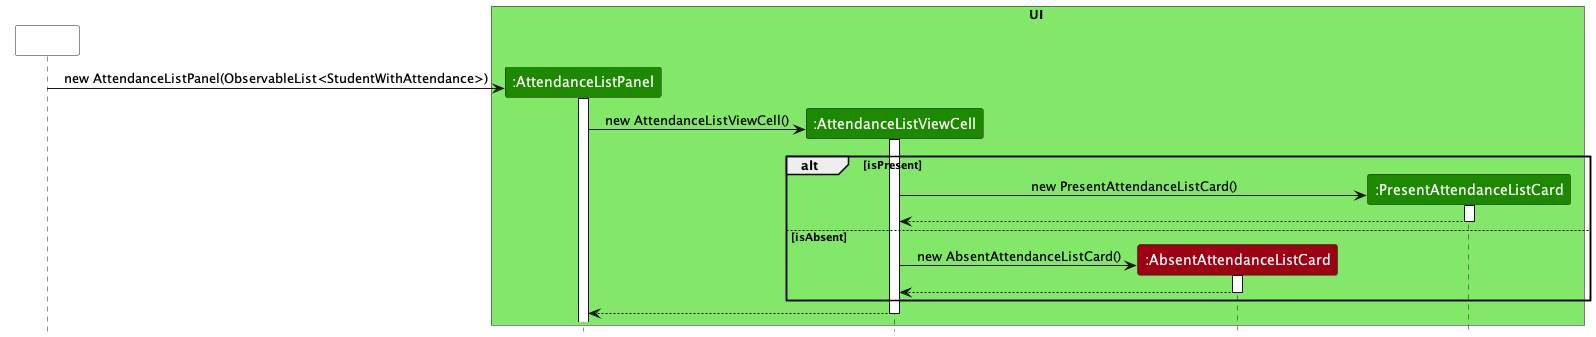 UI
new AttendanceListPanel(ObservableList<StudentWithAttendance>)
:AttendanceListPanel
new AttendanceListViewCell()
:AttendanceListViewCell
alt [isPresent]
new PresentAttendanceListCard()
:PresentAttendanceListCard
[isAbsent]
new AbsentAttendanceListCard()
:AbsentAttendanceListCard